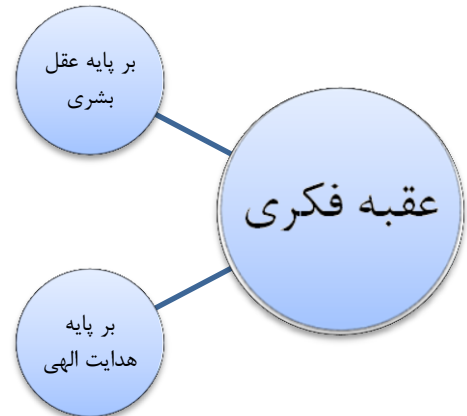 بر پایه عقل
بشری
عقبه فکری
بر پایه
هدایت الهی